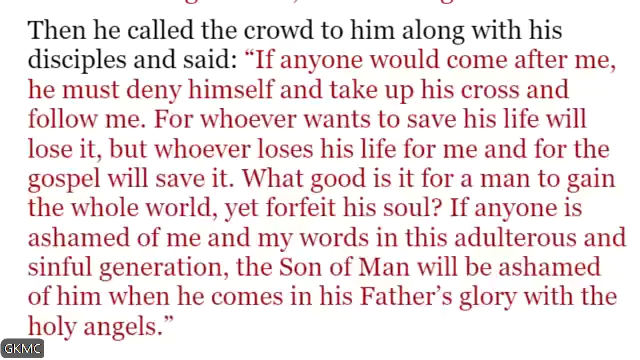 Then he called the crowd to him along with his
disciples and said: “If anyone would come after me,
he must deny himself and take up his cross and
follow me. For whoever wants to save his life will
lose it, but whoever loses his life for me and for the
gospel will save it. What good is it for a man to gain
the whole world, yet forfeit his soul? If anyone is
ashamed of me and my words in this adulterous and
sinful generation, the Son of Man will be ashamed
of him when he comes in his Father’s glory with the
holy angels.”
GKMC